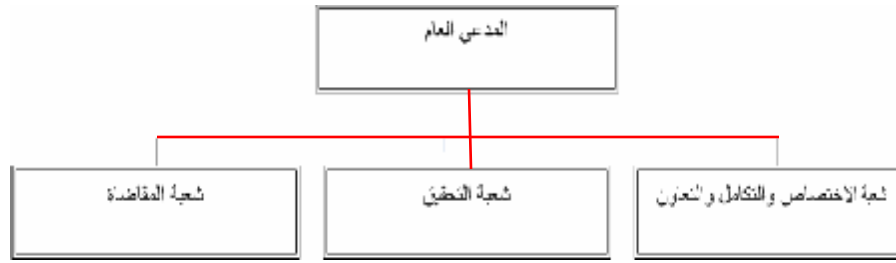 المدعي العام
شعبة الاختصاص والتكامل والتعاون
شعبة التحقيق
شعبة المقاضاة